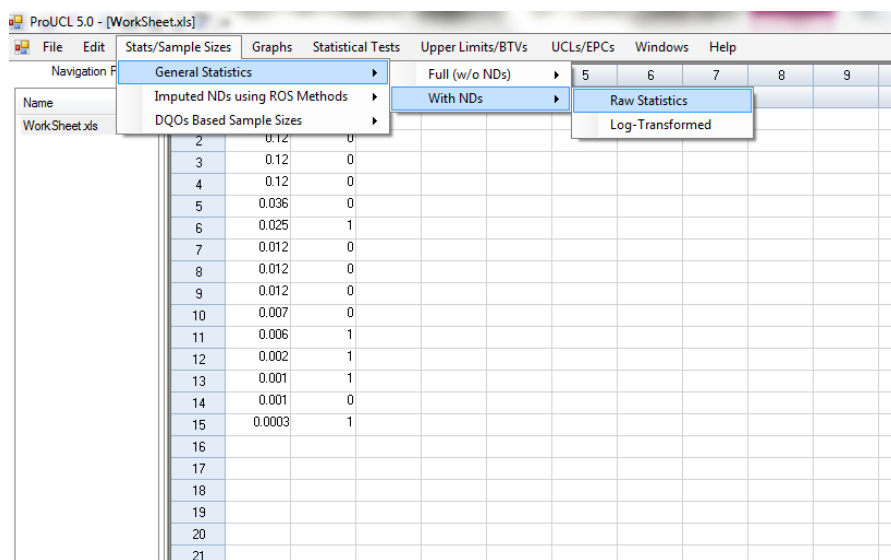 ProUCL 5.0 - [WorkSheet.xls]
File Edit Stats/Sample Sizes Graphs Statistical Tests Upper Limits/BTVs UCLs/EPCs Windows Help
Navigation
General Statistics
Full (w/o NDs)
5 6 7 8 9
Name
Imputed NDs using ROS Methods
With NDs
Raw Statistics
WorkSheet.xls
DQOs Based Sample Sizes
Log-Transformed
2 0.12 0
3 0.12 0
4 0.12 0
5 0.036 0
6 0.025 1
7 0.012 0
8 0.012 0
9 0.012 0
10 0.007 0
11 0.006 1
12 0.002 1
13 0.001 1
14 0.001 0
15 0.0003 1
16
17
18
19
20
21